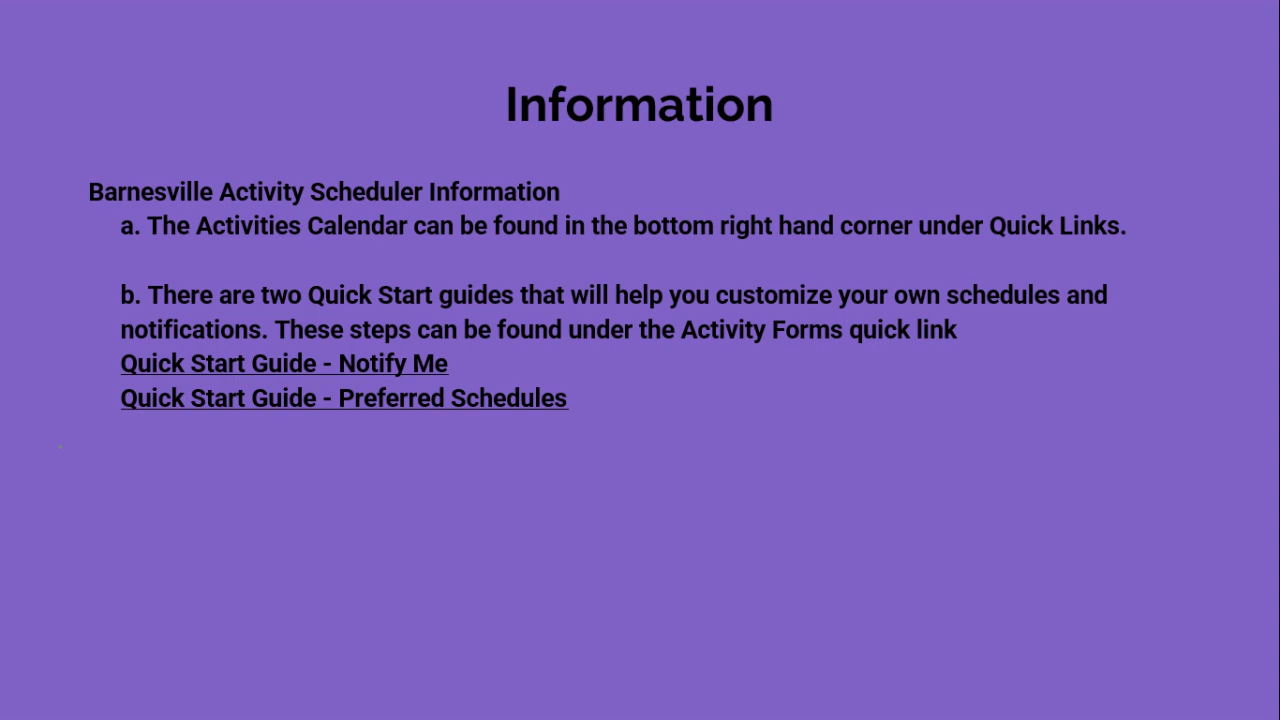 Information
Barnesville Activity Scheduler Information
a. The Activities Calendar can be found in the bottom right hand corner under Quick Links.
b. There are two Quick Start guides that will help you customize your own schedules and
notifications. These steps can be found under the Activity Forms quick link
Quick Start Guide - Notify Me
Quick Start Guide - Preferred Schedules